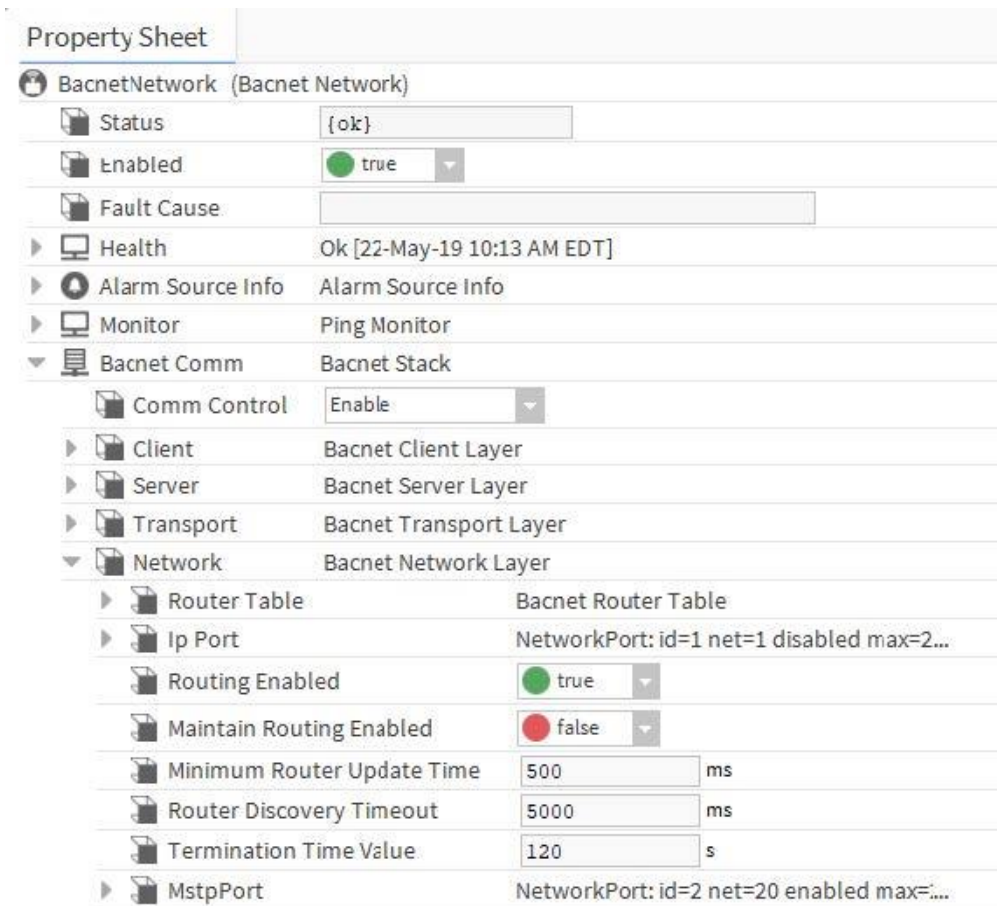 Property Sheet
BacnetNetwork (Bacnet Network)
Status {ok}
Enabled true
Fault Cause
Health Ok [22-May-19 10:13 AM EDT]
Alarm Source Info Alarm Source Info
Monitor Ping Monitor
Bacnet Comm Bacnet Stack
Comm Control Enable
Client Bacnet Client Layer
Server Bacnet Server Layer
Transport Bacnet Transport Layer
Network Bacnet Network Layer
Router Table Bacnet Router Table
Ip Port NetworkPort: id=1 net=1 disabled max=2...
Routing Enabled true
Maintain Routing Enabled false
Minimum Router Update Time 500 ms
Router Discovery Timeout 5000 ms
Termination Time Value 120 s
MstpPort NetworkPort: id=2 net=20 enabled max=...